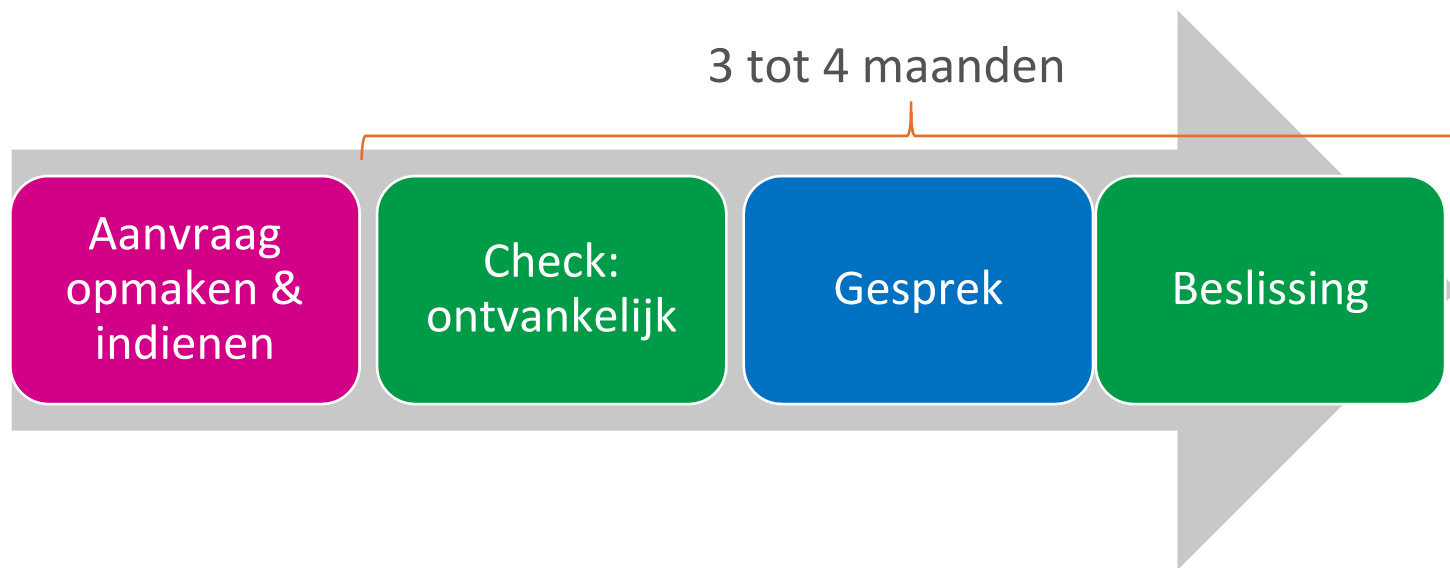 3 tot 4 maanden
Aanvraag
opmaken &
indienen
Check:
ontvankelijk
Gesprek
Beslissing